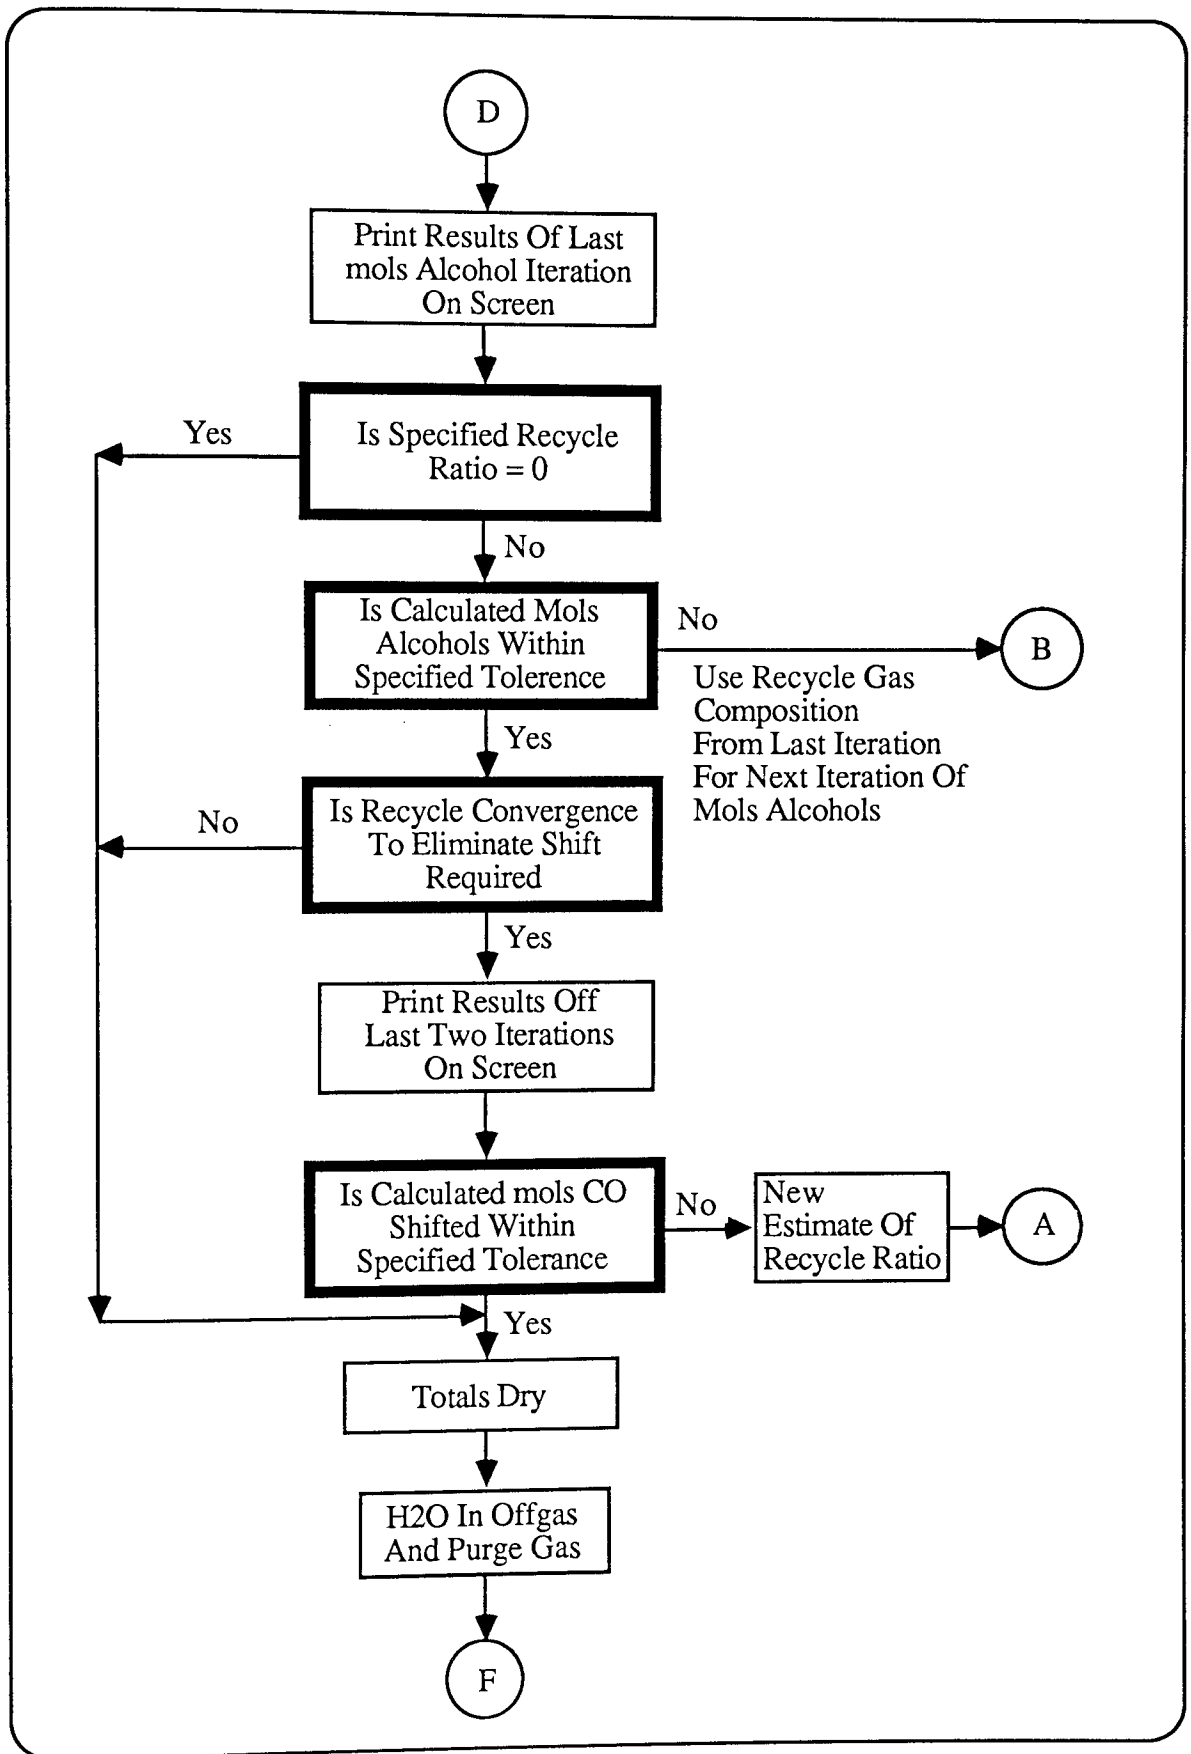 D
Print Results Of Last
mols Alcohol Iteration
On Screen
Yes
Is Specified Recycle
Ratio = 0
No
Is Calculated Mols
Alcohols Within
Specified Tolerence
No
B
Use Recycle Gas
Composition
From Last Iteration
For Next Iteration Of
Mols Alcohols
Yes
No
Is Recycle Convergence
To Eliminate Shift
Required
Yes
Print Results Off
Last Two Iterations
On Screen
Is Calculated mols CO
Shifted Within
Specified Tolerance
No
New
Estimate Of
Recycle Ratio
A
Yes
Totals Dry
H2O In Offgas
And Purge Gas
F